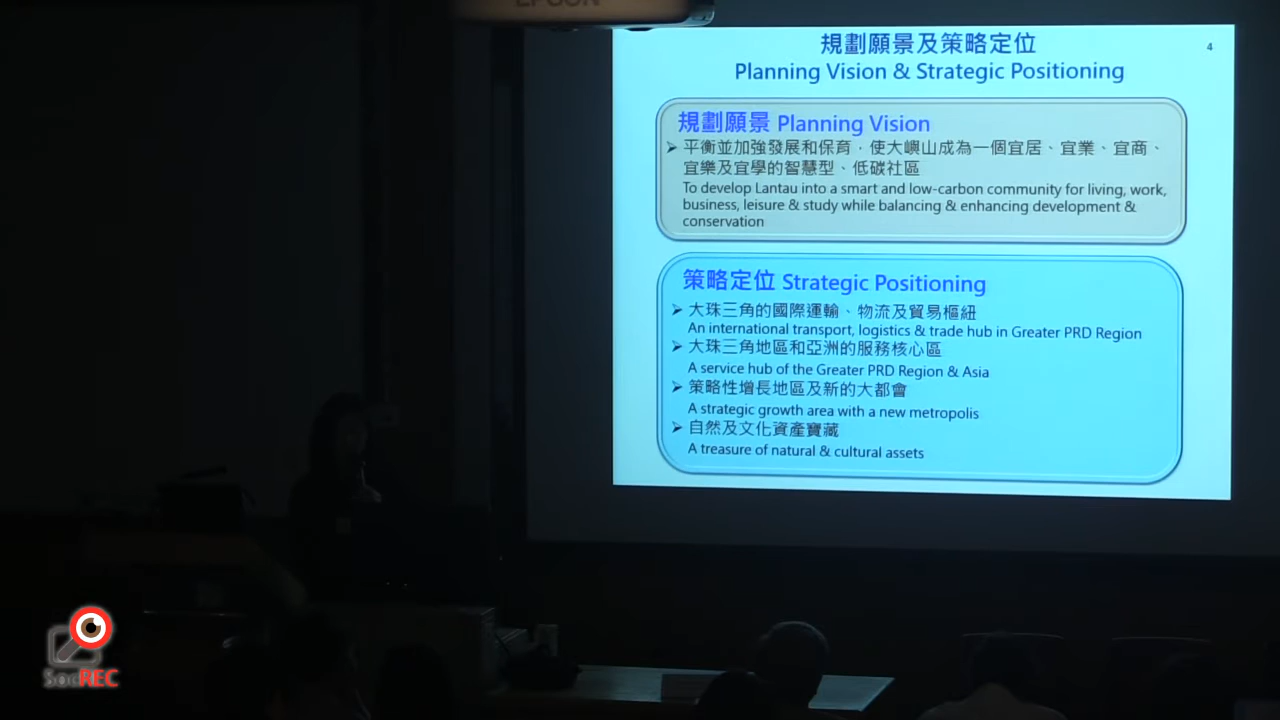 EPSON
規劃願景及策略定位
4
Planning Vision & Strategic Positioning
規劃願景 Planning Vision
➢ 平衡並加強發展和保育，使大嶼山成為一個宜居、宜業、宜商、
宜樂及宜學的智慧型、低碳社區
To develop Lantau into a smart and low-carbon community for living, work,
business, leisure & study while balancing & enhancing development &
conservation
策略定位 Strategic Positioning
➢ 大珠三角的國際運輸、物流及貿易樞紐
An international transport, logistics & trade hub in Greater PRD Region
➢ 大珠三角地區和亞洲的服務核心區
A service hub of the Greater PRD Region & Asia
➢ 策略性增長地區及新的大都會
A strategic growth area with a new metropolis
➢ 自然及文化資產寶藏
A treasure of natural & cultural assets
SocREC